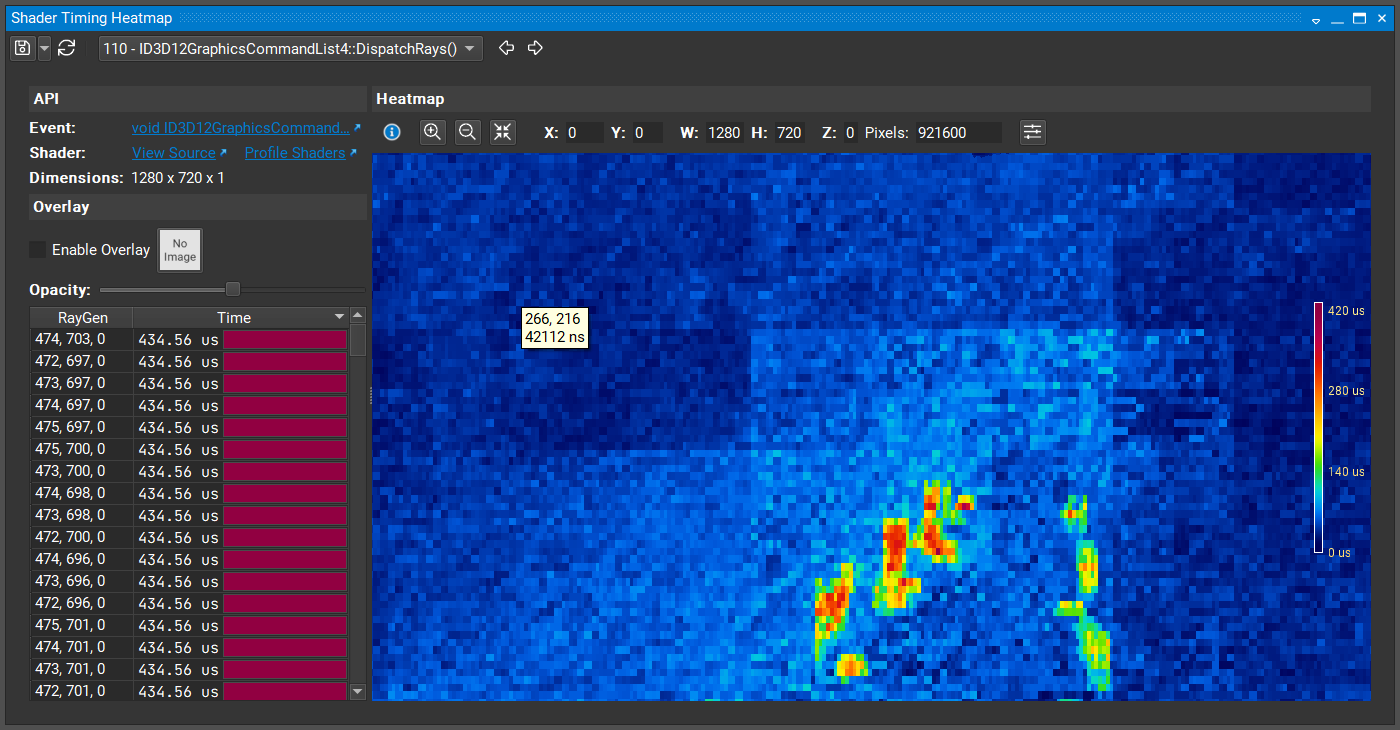 Shader Timing Heatmap
110 - ID3D12GraphicsCommandList4::DispatchRays()
API
Event: void ID3D12GraphicsCommand...
Shader: View Source Profile Shaders
Dimensions: 1280 x 720 x 1
Overlay
Enable Overlay
No
Image
Opacity:
RayGen Time
474, 703, 0 434.56 us
472, 697, 0 434.56 us
473, 697, 0 434.56 us
474, 697, 0 434.56 us
475, 697, 0 434.56 us
475, 700, 0 434.56 us
473, 700, 0 434.56 us
474, 698, 0 434.56 us
473, 698, 0 434.56 us
472, 700, 0 434.56 us
474, 696, 0 434.56 us
473, 696, 0 434.56 us
472, 696, 0 434.56 us
475, 701, 0 434.56 us
474, 701, 0 434.56 us
473, 701, 0 434.56 us
472, 701, 0 434.56 us
Heatmap
X: 0 Y: 0 W: 1280 H: 720 Z: 0 Pixels: 921600
266, 216
42112 ns
420 us
280 us
140 us
0 us